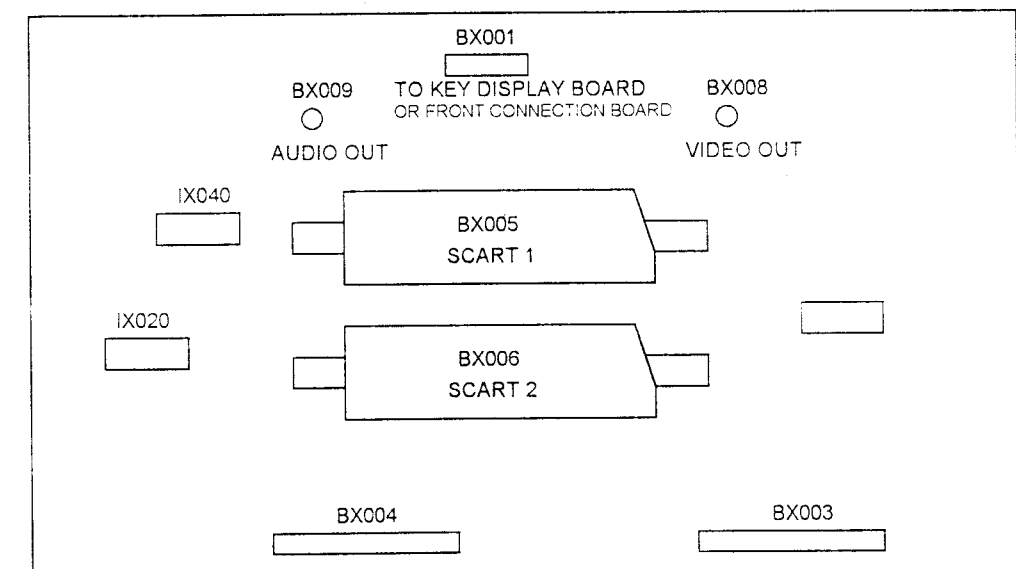 BX001
BX009
TO KEY DISPLAY BOARD
BX008
OR FRONT CONNECTION BOARD
AUDIO OUT
VIDEO OUT
IX040
BX005
SCART 1
IX020
BX006
SCART 2
BX004
BX003